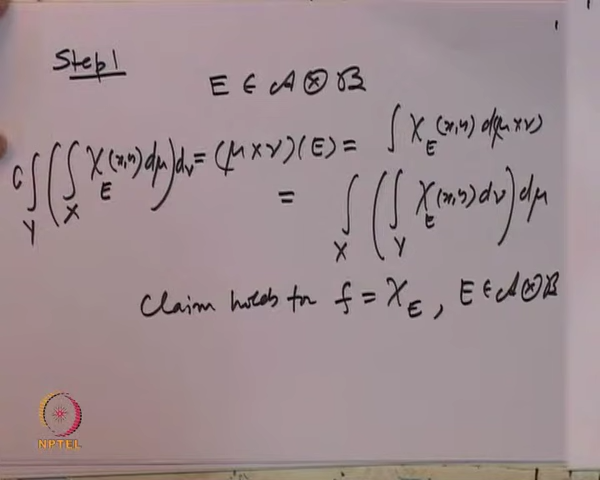 Step 1
E ∈ A ⊗ B
∫_Y ( ∫_X χ_E (x,y) dμ ) dν = (μ × ν)(E) = ∫ χ_E (x,y) d(μ × ν)
= ∫_X ( ∫_Y χ_E (x,y) dν ) dμ
Claim holds for f = χ_E , E ∈ A ⊗ B
NPTEL